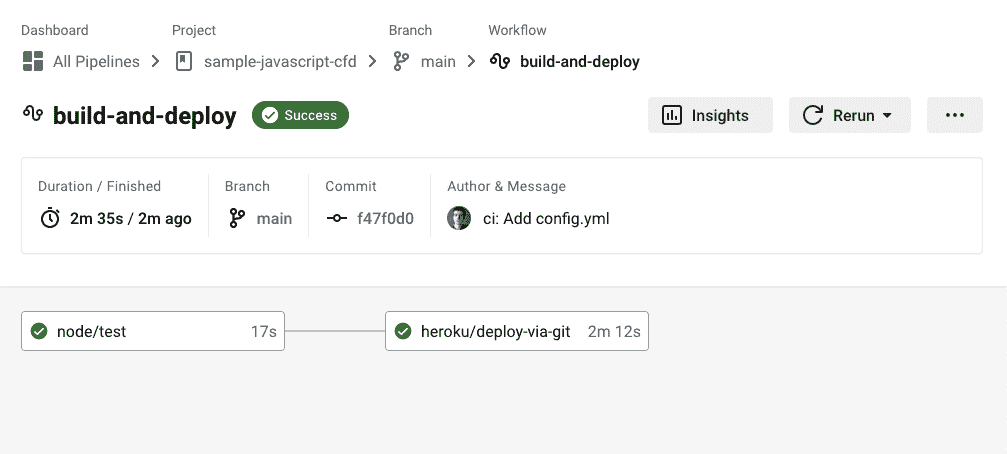 Dashboard Project Branch Workflow
All Pipelines sample-javascript-cfd main build-and-deploy
build-and-deploy Success Insights Rerun
Duration / Finished Branch Commit Author & Message
2m 35s / 2m ago main f47f0d0 ci: Add config.yml
node/test 17s heroku/deploy-via-git 2m 12s